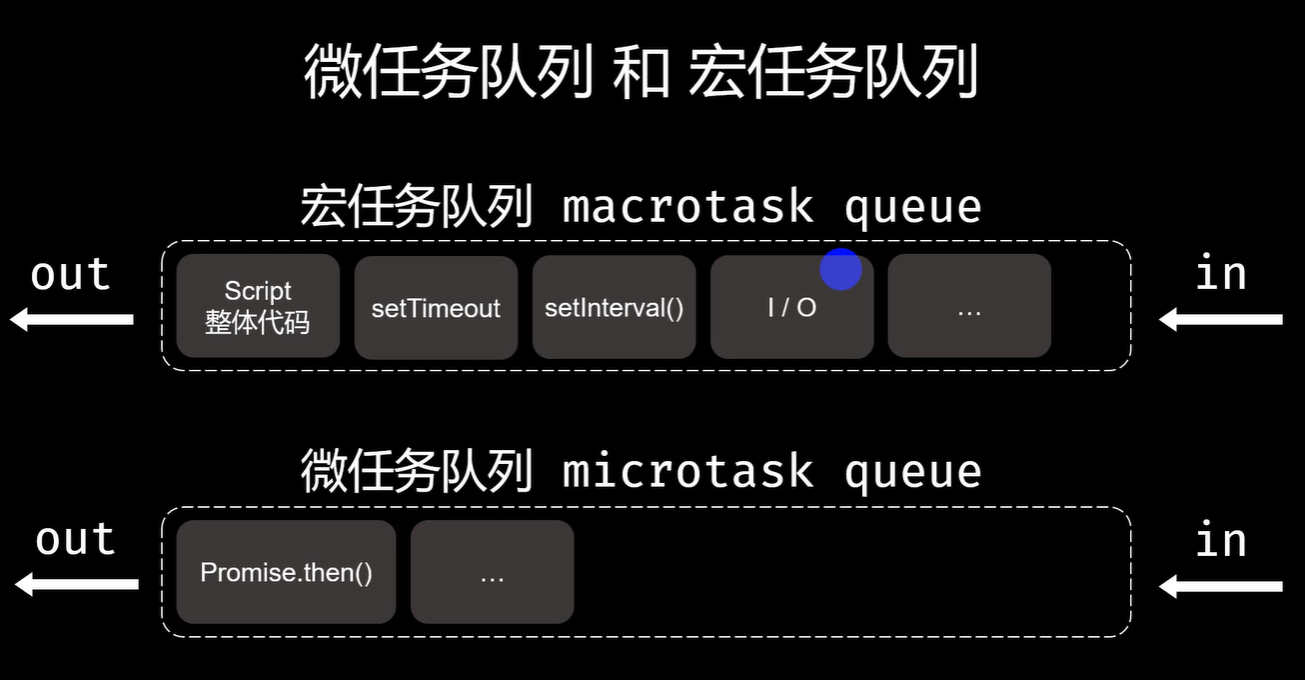 微任务队列 和 宏任务队列
宏任务队列 macrotask queue
out
Script
整体代码
setTimeout
setInterval()
I / O
...
in
微任务队列 microtask queue
out
Promise.then()
...
in